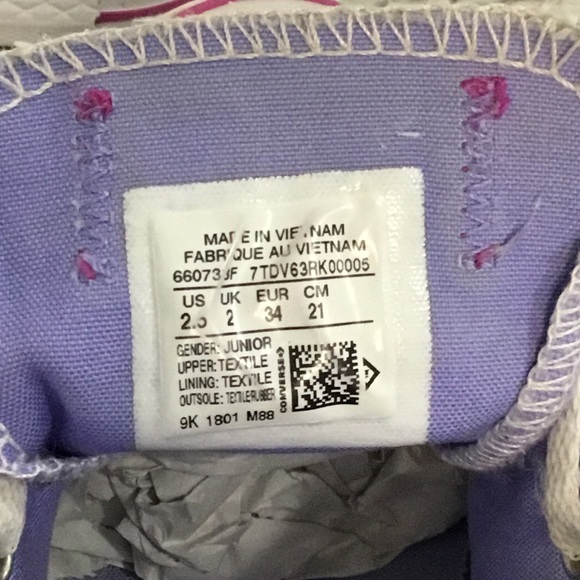 MADE IN VIETNAM
FABRIQUE AU VIETNAM
7TDV63RK00005
US UK EUR CM
2.5 2 34 21
GENDER: JUNIOR
UPPER: TEXTILE
LINING: TEXTILE
OUTSOLE: TEXTILE/RUBBER
CONVERSE
9K 1801 M88